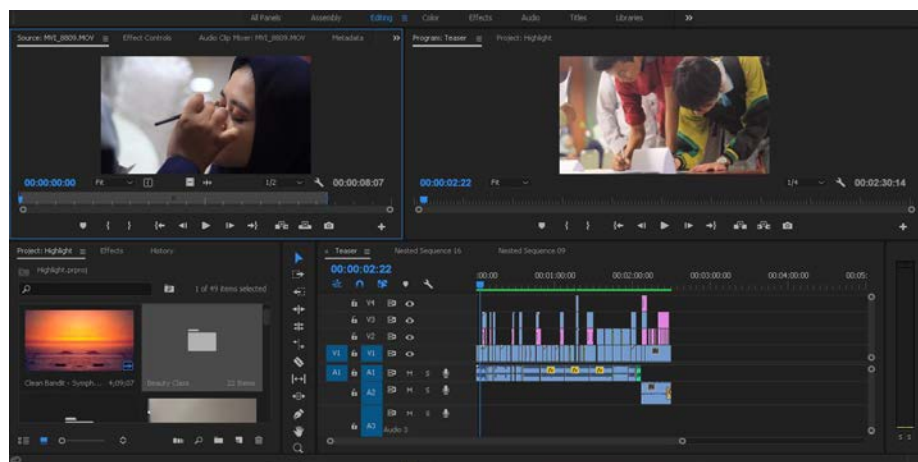 All Panels Assembly Editing Color Effects Audio Titles Libraries
Source: MVI_8809.MOV Effect Controls Audio Clip Mixer: MVI_8809.MOV Metadata
Program: Teaser Project: Highlight
00:00:00:00 Fit 1/2 00:00:08:07
00:00:02:22 Fit 1/4 00:02:30:14
Project: Highlight Effects History
Highlight.prproj
1 of 49 items selected
Clean Bandit - Symph... 4;09;07
Beauty Class 22 Items
× Teaser Nested Sequence 16 Nested Sequence 09
00:00:02:22
:00:00 00:01:00:00 00:02:00:00 00:03:00:00 00:04:00:00 00:05:
V4
V3
V2
V1 V1
A1 A1 M S
A2 M S
A3 M S
Audio 3
fx fx fx
S S